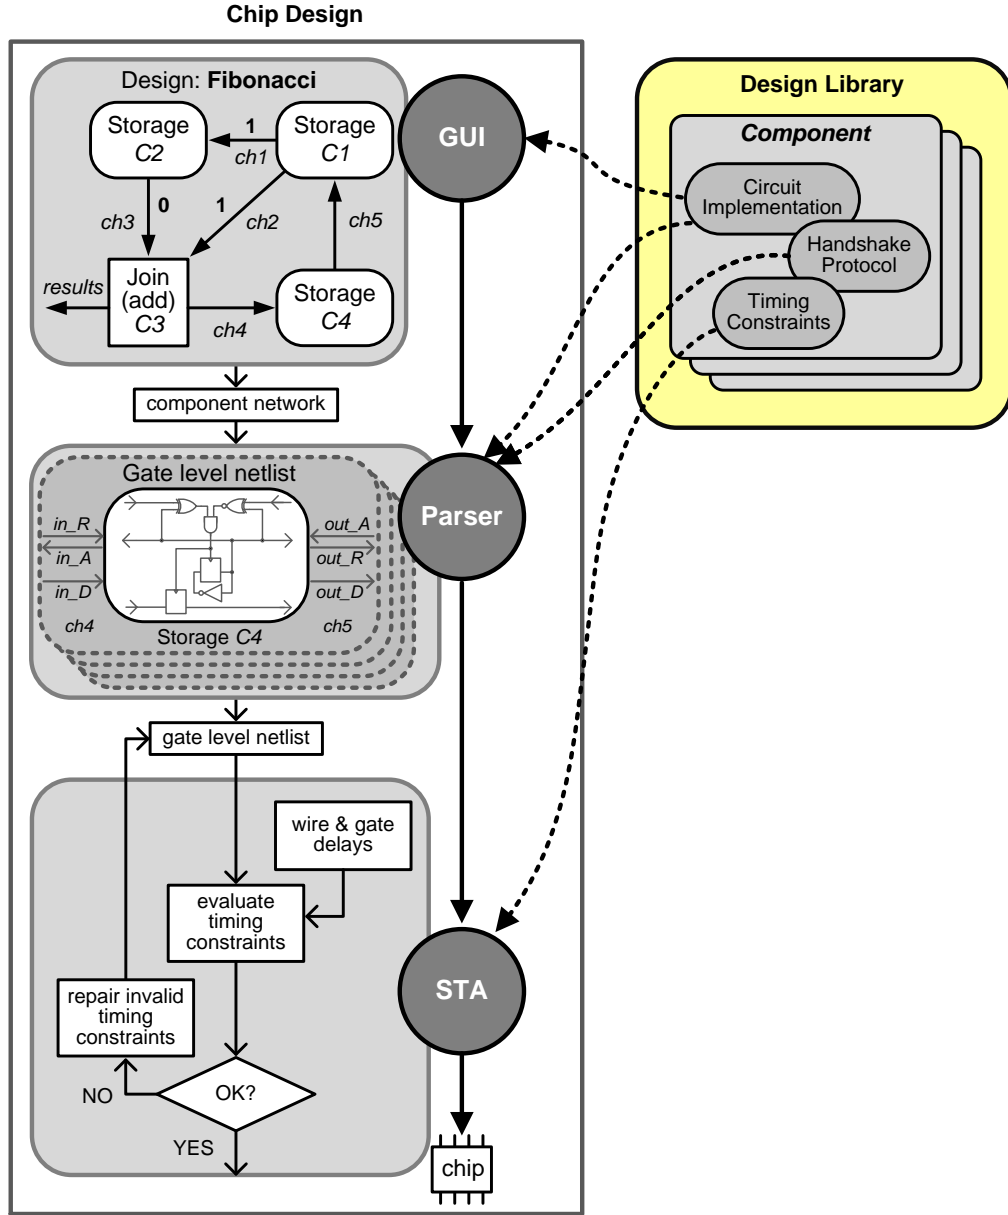 Chip Design
Design: Fibonacci
Storage
C2
1
ch1
Storage
C1
ch3
0
1
ch2
ch5
results
Join
(add)
C3
ch4
Storage
C4
component network
GUI
Design Library
Component
Circuit
Implementation
Handshake
Protocol
Timing
Constraints
Gate level netlist
in_R
in_A
in_D
ch4
out_A
out_R
out_D
ch5
Storage C4
Parser
gate level netlist
wire & gate
delays
evaluate
timing
constraints
repair invalid
timing
constraints
OK?
NO
YES
STA
chip